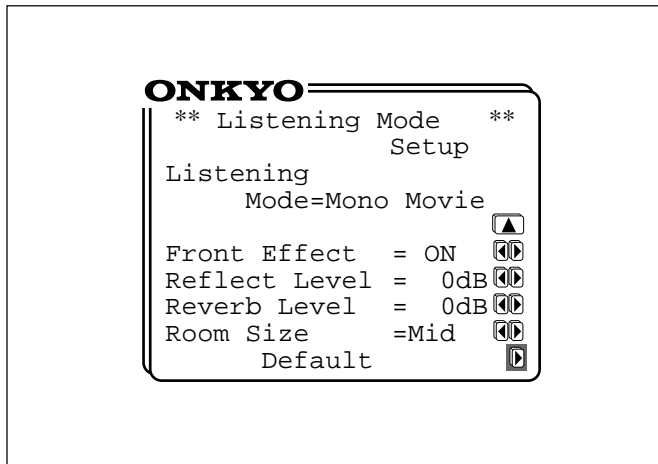 ONKYO
** Listening Mode **
Setup
Listening
Mode=Mono Movie
Front Effect = ON
Reflect Level = 0dB
Reverb Level = 0dB
Room Size =Mid
Default